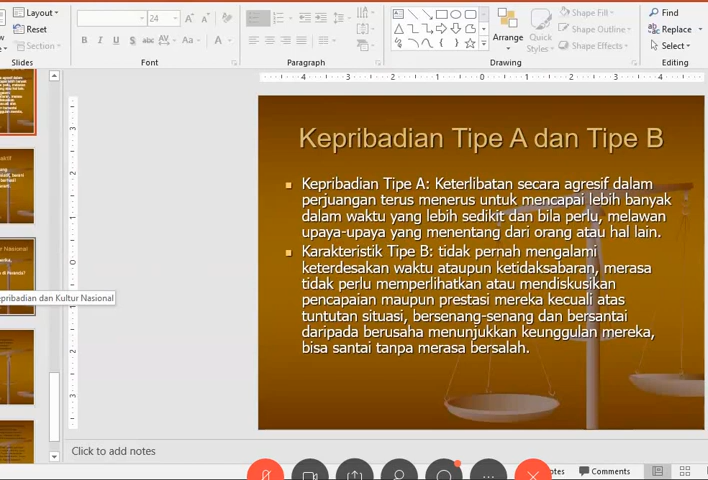 Layout
Find
Reset
24
Shape Fill
Replace
Section
B I U S abc AV Aa A
Arrange
Quick
Styles
Shape Outline
Shape Effects
Select
Slides
Font
Paragraph
Drawing
Editing
Kepribadian Tipe A dan Tipe B
Kepribadian Tipe A: Keterlibatan secara agresif dalam
perjuangan terus menerus untuk mencapai lebih banyak
dalam waktu yang lebih sedikit dan bila perlu, melawan
upaya-upaya yang menentang dari orang atau hal lain.
Karakteristik Tipe B: tidak pernah mengalami
keterdesakan waktu ataupun ketidaksabaran, merasa
tidak perlu memperlihatkan atau mendiskusikan
pencapaian maupun prestasi mereka kecuali atas
tuntutan situasi, bersenang-senang dan bersantai
daripada berusaha menunjukkan keunggulan mereka,
bisa santai tanpa merasa bersalah.
pribadian dan Kultur Nasional
Click to add notes
otes
Comments